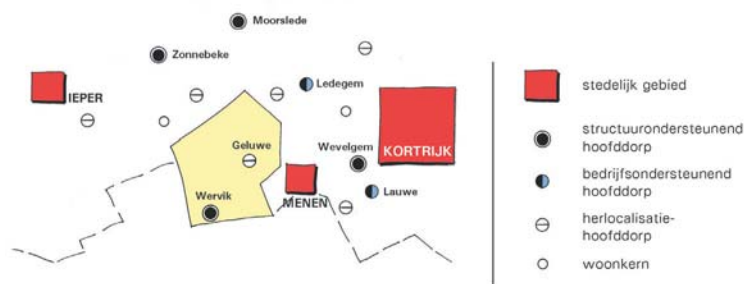 Moorslede
Zonnebeke
IEPER
Ledegem
Geluwe
Wevelgem
KORTRIJK
Wervik
MENEN
Lauwe
stedelijk gebied
structuurondersteunend
hoofddorp
bedrijfsondersteunend
hoofddorp
herlocalisatie-
hoofddorp
woonkern